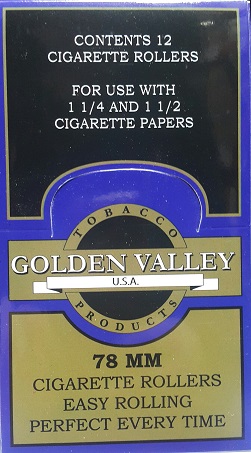 CONTENTS 12
CIGARETTE ROLLERS
FOR USE WITH
1 1/4 AND 1 1/2
CIGARETTE PAPERS
TOBACCO
GOLDEN VALLEY
U.S.A.
PRODUCTS
78 MM
CIGARETTE ROLLERS
EASY ROLLING
PERFECT EVERY TIME